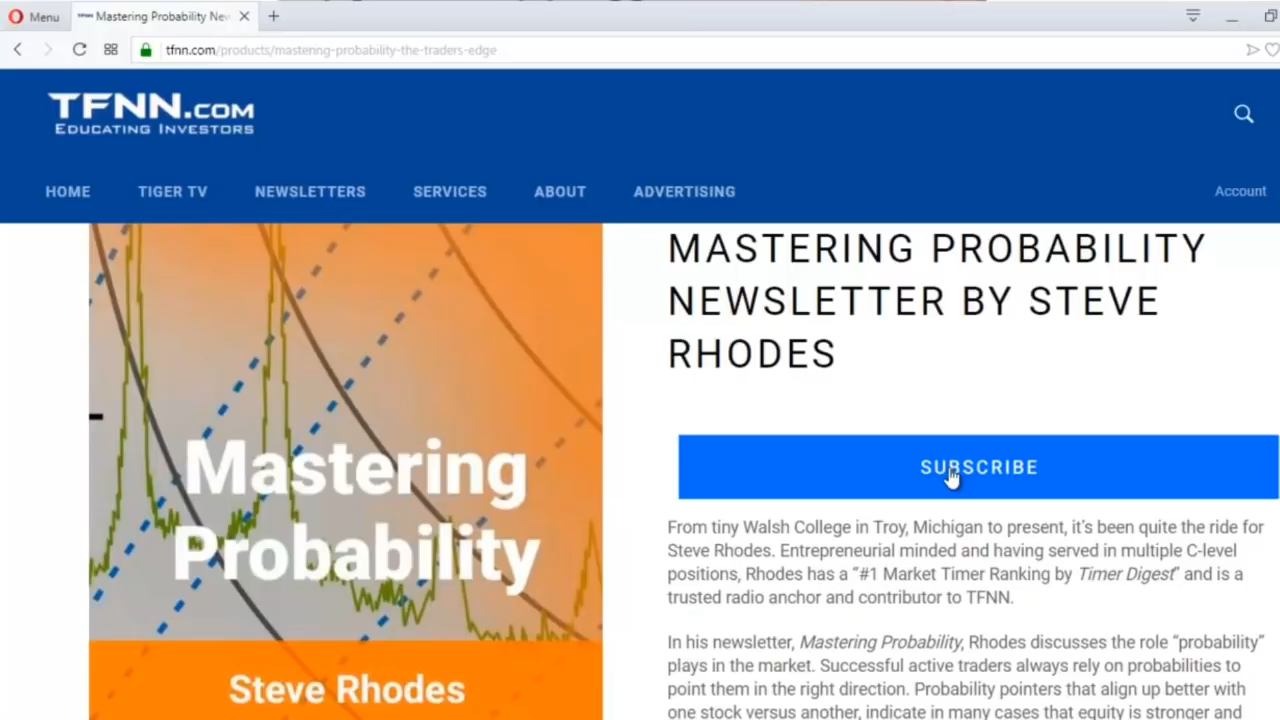 Menu
Mastering Probability New
tfnn.com/products/mastering-probability-the-traders-edge
TFNN.COM
EDUCATING INVESTORS
HOME TIGER TV NEWSLETTERS SERVICES ABOUT ADVERTISING Account
Mastering
Probability
Steve Rhodes
MASTERING PROBABILITY
NEWSLETTER BY STEVE
RHODES
SUBSCRIBE
From tiny Walsh College in Troy, Michigan to present, it's been quite the ride for
Steve Rhodes. Entrepreneurial minded and having served in multiple C-level
positions, Rhodes has a “#1 Market Timer Ranking by Timer Digest” and is a
trusted radio anchor and contributor to TFNN.
In his newsletter, Mastering Probability, Rhodes discusses the role “probability”
plays in the market. Successful active traders always rely on probabilities to
point them in the right direction. Probability pointers that align up better with
one stock versus another, indicate in many cases that equity is stronger and